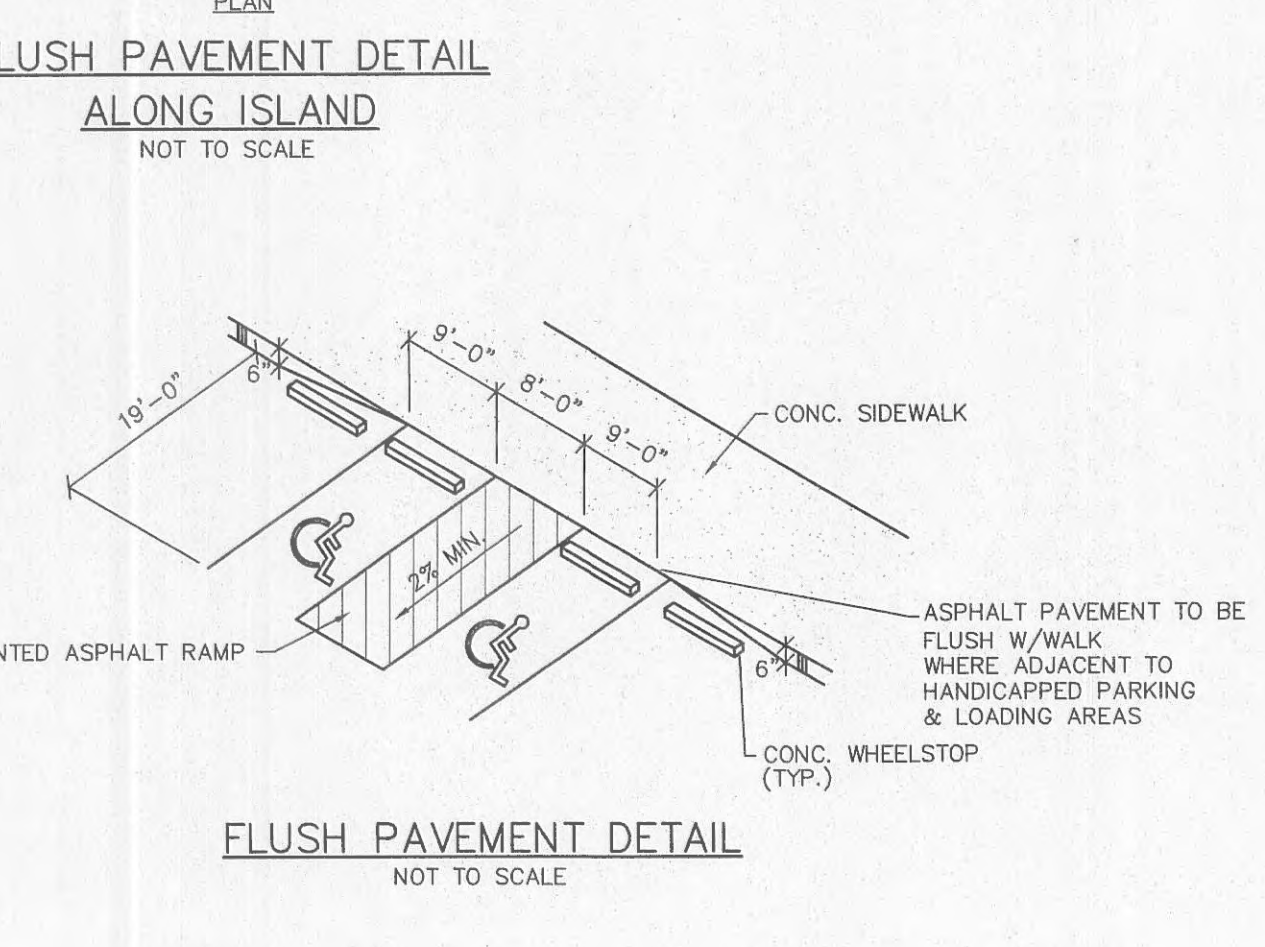 PLAN
LUSH PAVEMENT DETAIL
ALONG ISLAND
NOT TO SCALE
9'-0"
8'-0"
9'-0"
6"
19'-0"
CONC. SIDEWALK
2% MIN.
NTED ASPHALT RAMP
ASPHALT PAVEMENT TO BE
FLUSH W/WALK
WHERE ADJACENT TO
HANDICAPPED PARKING
& LOADING AREAS
6"
CONC. WHEELSTOP
(TYP.)
FLUSH PAVEMENT DETAIL
NOT TO SCALE